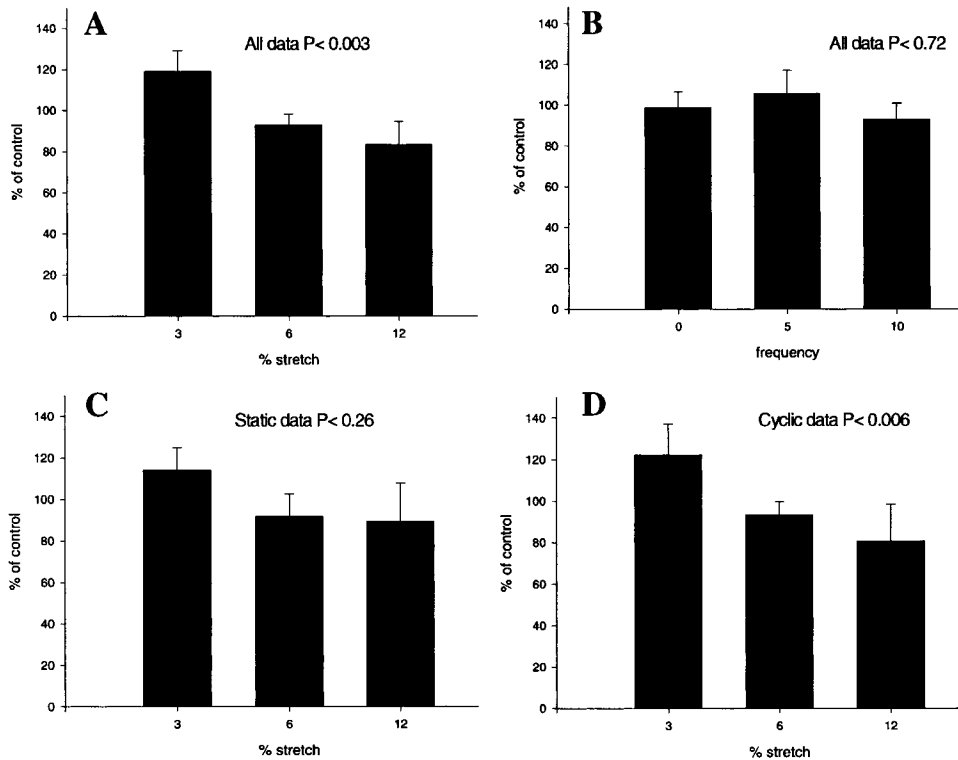 A
All data P< 0.003
% of control
140
120
100
80
60
40
20
0
3 6 12
% stretch
B
All data P< 0.72
% of control
140
120
100
80
60
40
20
0
0 5 10
frequency
C
Static data P< 0.26
% of control
140
120
100
80
60
40
20
0
3 6 12
% stretch
D
Cyclic data P< 0.006
% of control
140
120
100
80
60
40
20
0
3 6 12
% stretch